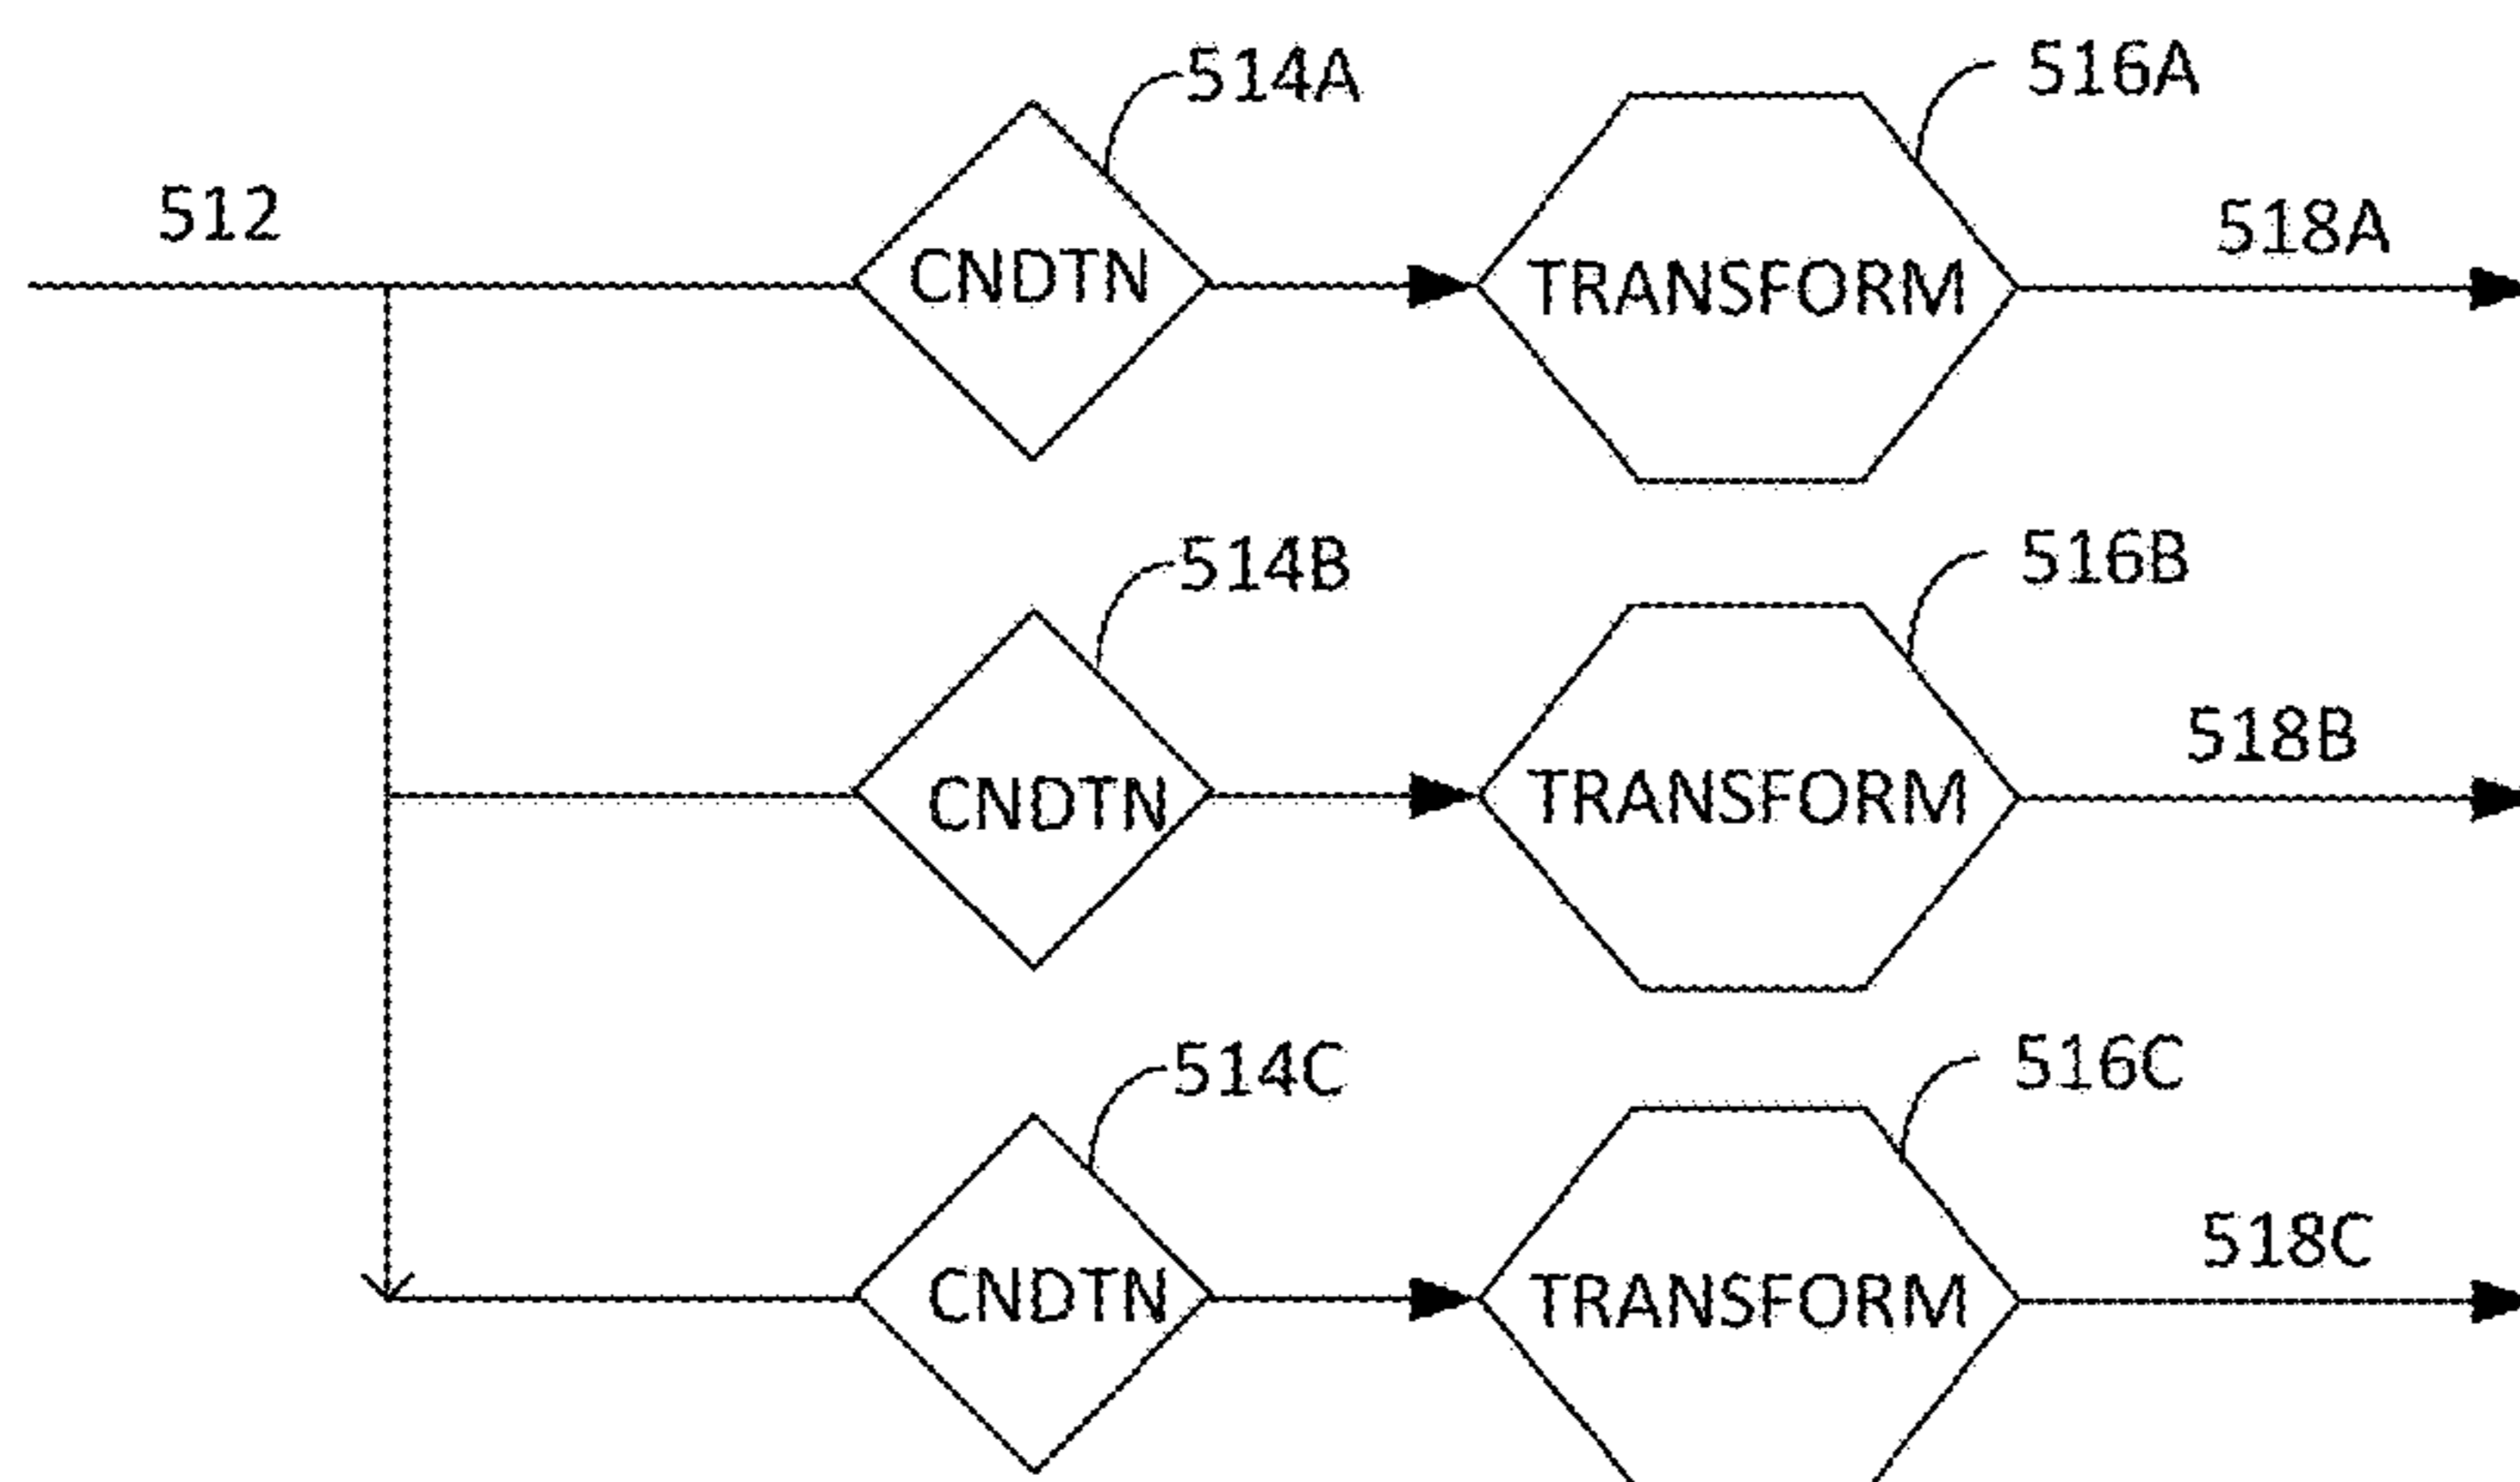 514A
516A
512
518A
CNDTN
TRANSFORM
514B
516B
518B
CNDTN
TRANSFORM
514C
516C
518C
CNDTN
TRANSFORM